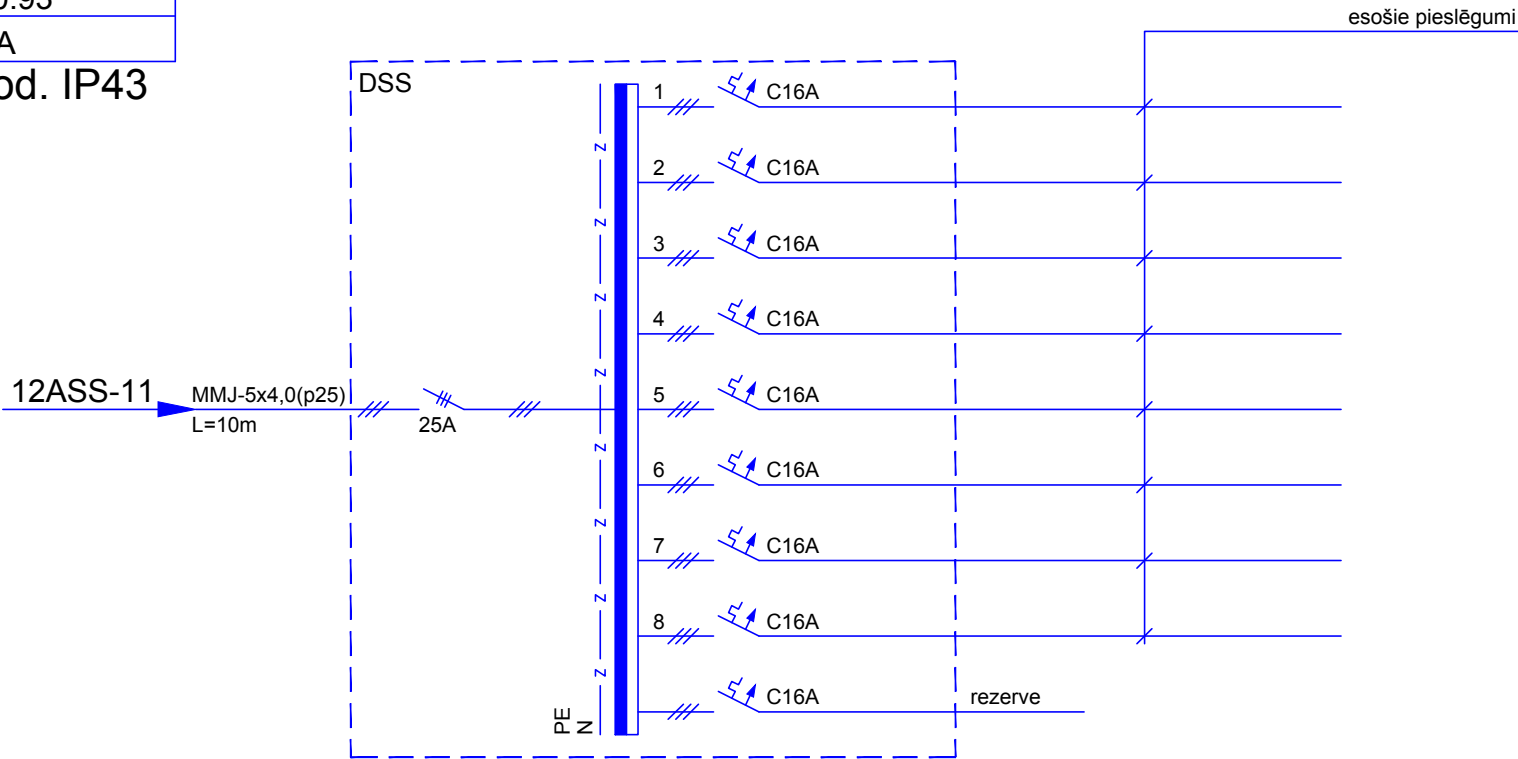 0.95
A
od. IP43
esošie pieslēgumi
DSS
1 C16A
2 C16A
3 C16A
4 C16A
12ASS-11 MMJ-5x4,0(p25) 5 C16A
L=10m 25A
6 C16A
7 C16A
8 C16A
C16A rezerve
PE
N